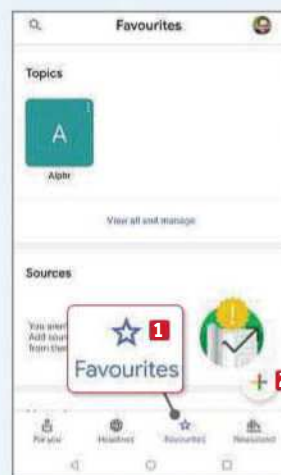 Favourites
Topics
A
Alphr
View all and manage
Sources
You aren't
Add sour
from the
1
Favourites
2
For you
Headlines
Favourites
Newsstand